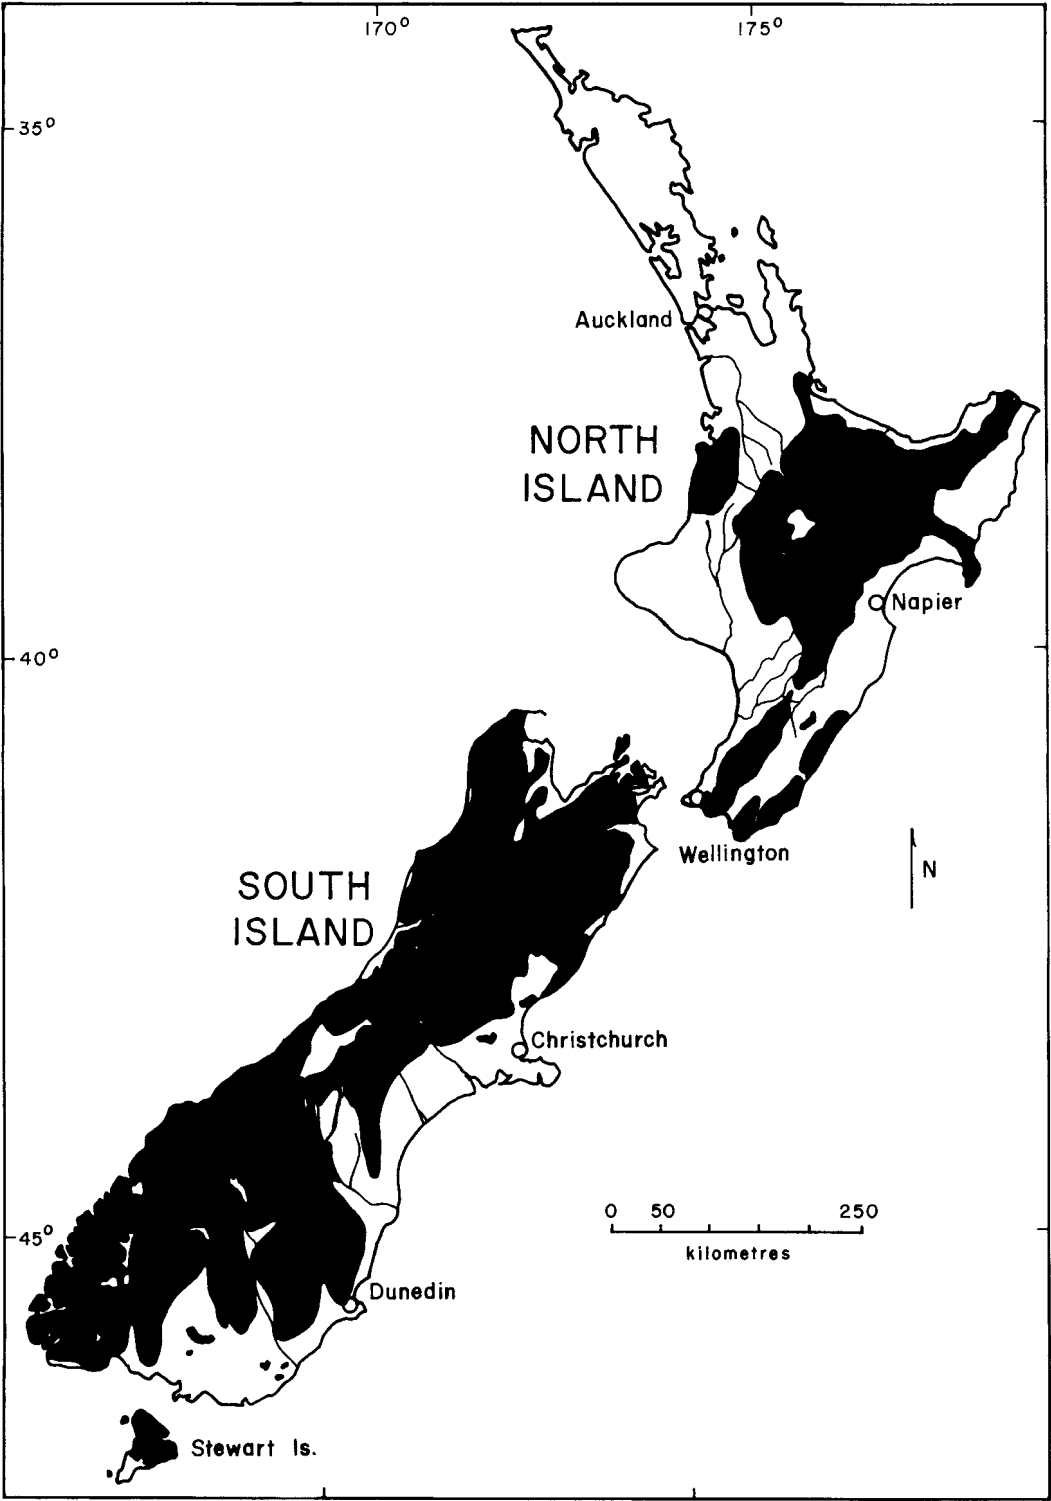 170° 175°
35°
Auckland
NORTH
ISLAND
Napier
40°
Wellington
N
SOUTH
ISLAND
Christchurch
0 50 250
kilometres
45°
Dunedin
Stewart Is.